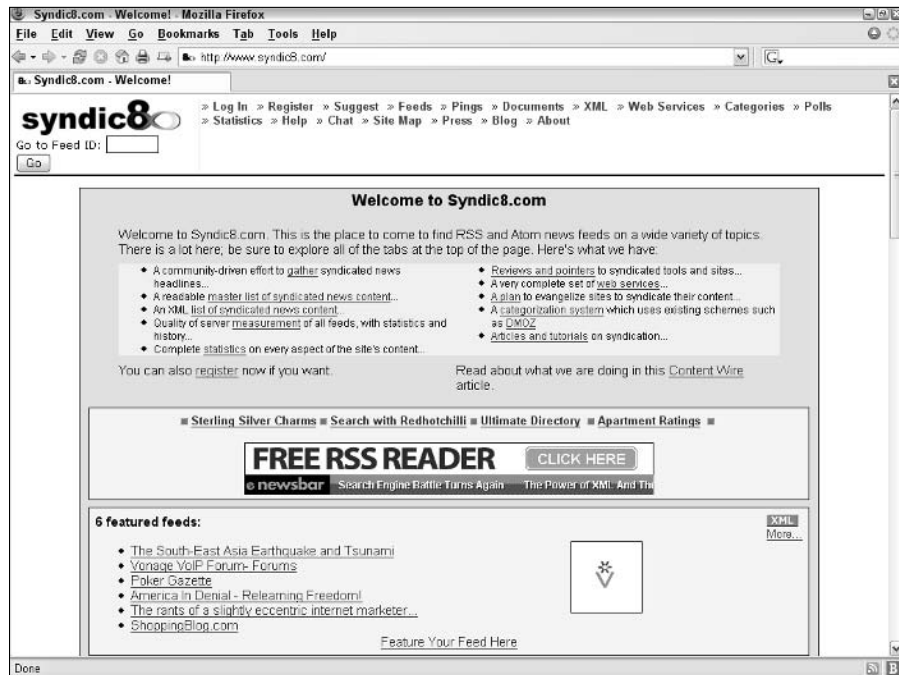 Syndic8.com - Welcome! - Mozilla Firefox
File Edit View Go Bookmarks Tab Tools Help
http://www.syndic8.com/
G
Syndic8.com - Welcome!
syndic8
» Log In » Register » Suggest » Feeds » Pings » Documents » XML » Web Services » Categories » Polls
» Statistics » Help » Chat » Site Map » Press » Blog » About
Go to Feed ID:
Go
Welcome to Syndic8.com
Welcome to Syndic8.com. This is the place to come to find RSS and Atom news feeds on a wide variety of topics.
There is a lot here; be sure to explore all of the tabs at the top of the page. Here's what we have:
• A community-driven effort to gather syndicated news
headlines...
• A readable master list of syndicated news content...
• An XML list of syndicated news content...
• Quality of server measurement of all feeds, with statistics and
history...
• Complete statistics on every aspect of the site's content...
• Reviews and pointers to syndicated tools and sites...
• A very complete set of web services...
• A plan to evangelize sites to syndicate their content...
• A categorization system which uses existing schemes such
as DMOZ
• Articles and tutorials on syndication...
You can also register now if you want.
Read about what we are doing in this Content Wire
article.
Sterling Silver Charms Search with Redhotchilli Ultimate Directory Apartment Ratings
FREE RSS READER CLICK HERE
e newsbar Search Engine Battle Turns Again The Power of XML And The
6 featured feeds:
XML
More...
• The South-East Asia Earthquake and Tsunami
• Vonage VoIP Forum- Forums
• Poker Gazette
• America In Denial - Relearning Freedom!
• The rants of a slightly eccentric internet marketer...
• ShoppingBlog.com
Feature Your Feed Here
Done
B